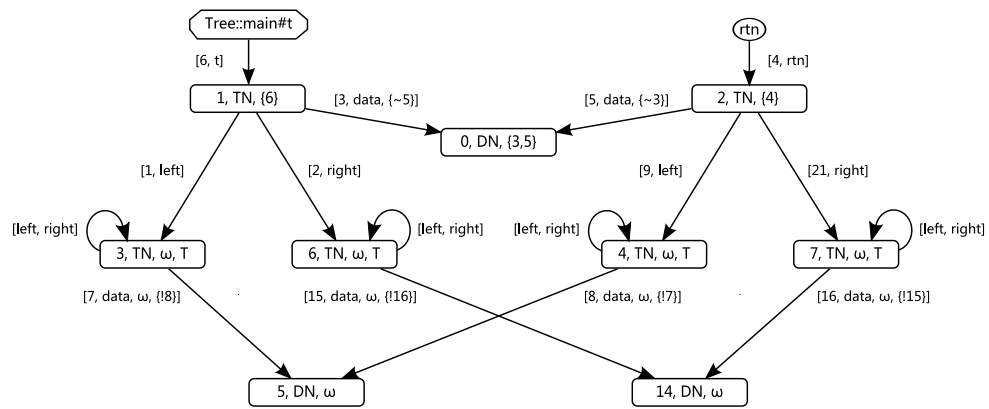 Tree::main#t
rtn
[6, t]
[4, rtn]
1, TN, {6}
[3, data, {~5}]
[5, data, {~3}]
2, TN, {4}
0, DN, {3,5}
[1, left]
[2, right]
[9, left]
[21, right]
[left, right]
[left, right]
[left, right]
[left, right]
3, TN, ω, T
6, TN, ω, T
4, TN, ω, T
7, TN, ω, T
[7, data, ω, {!8}]
[15, data, ω, {!16}]
[8, data, ω, {!7}]
[16, data, ω, {!15}]
5, DN, ω
14, DN, ω